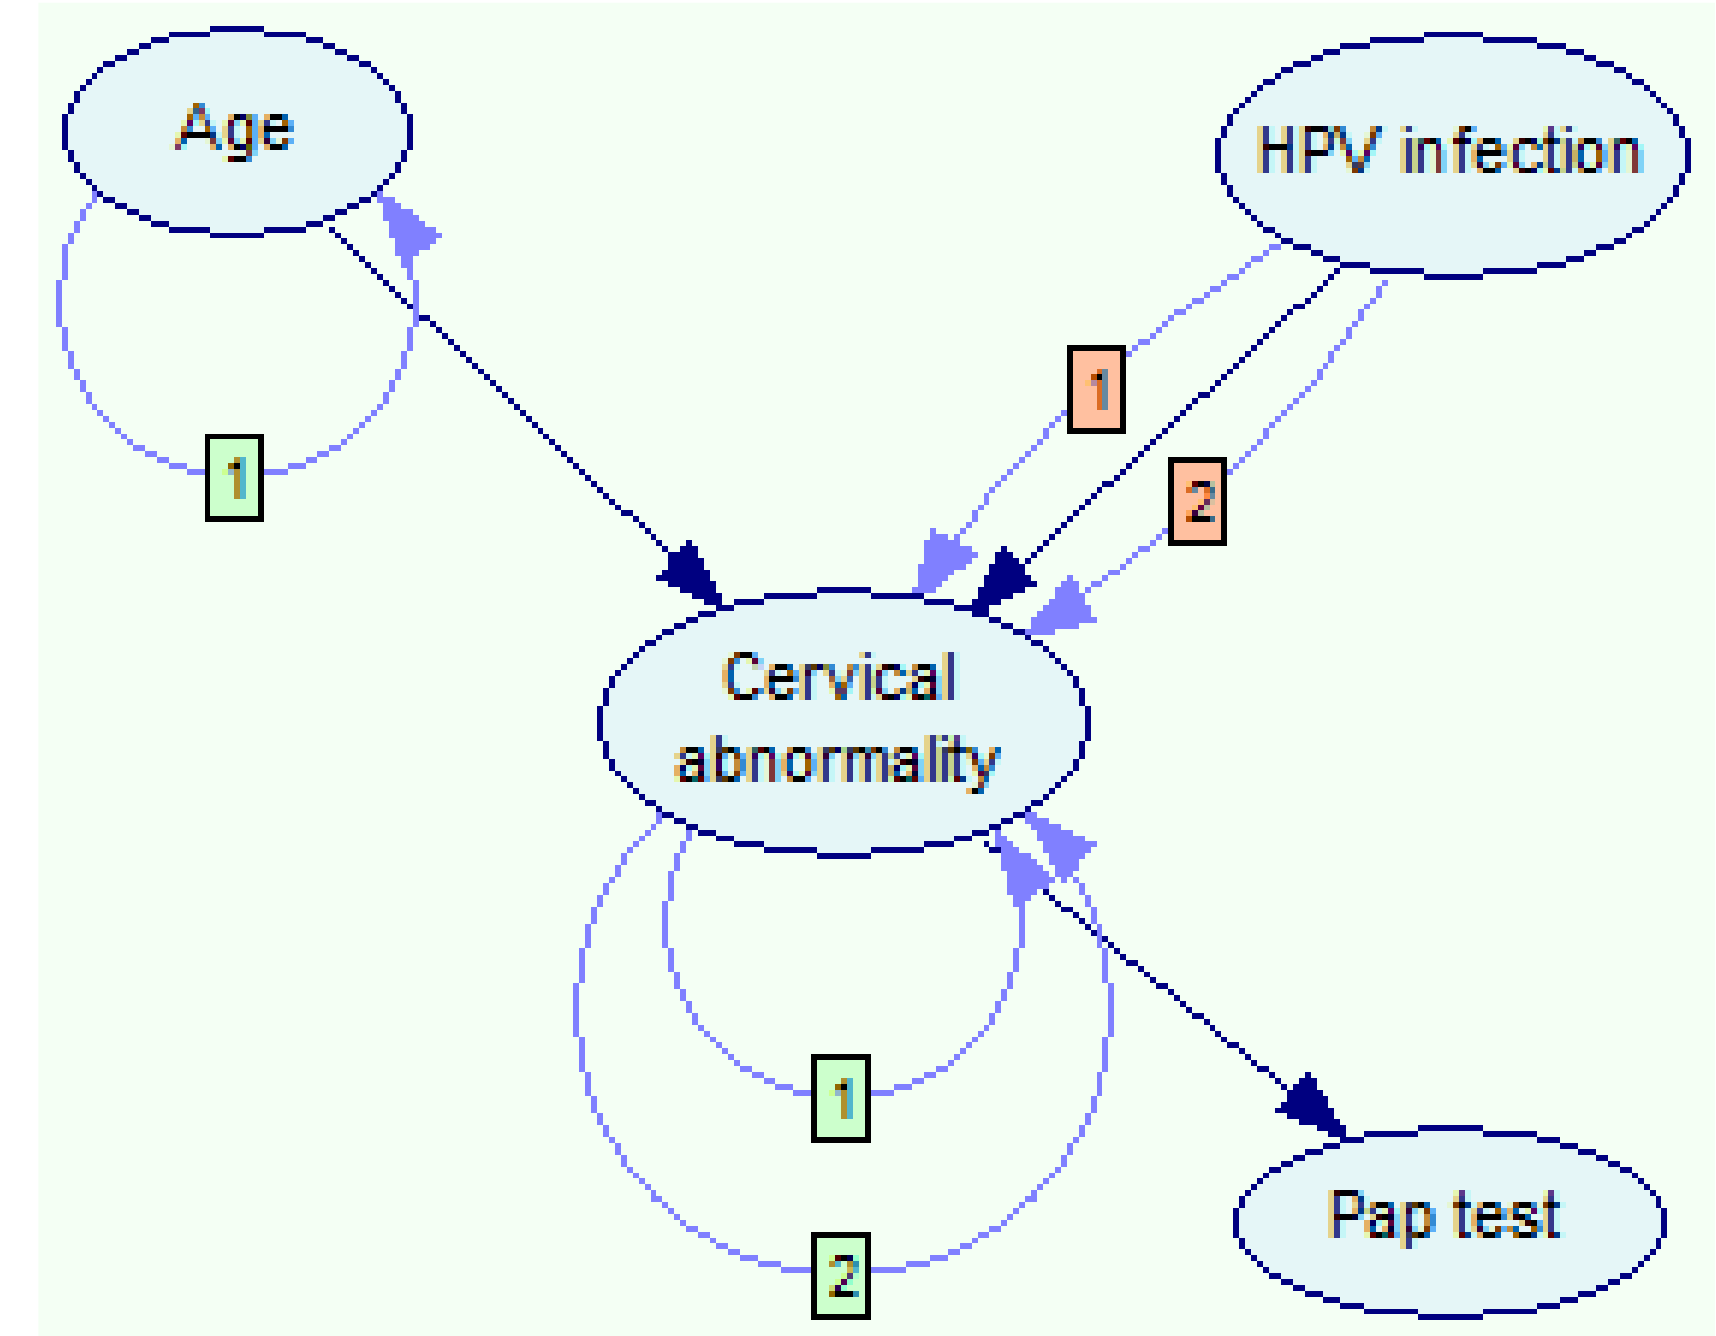 Age
HPV infection
1
1
2
Cervical
abnormality
1
2
Pap test